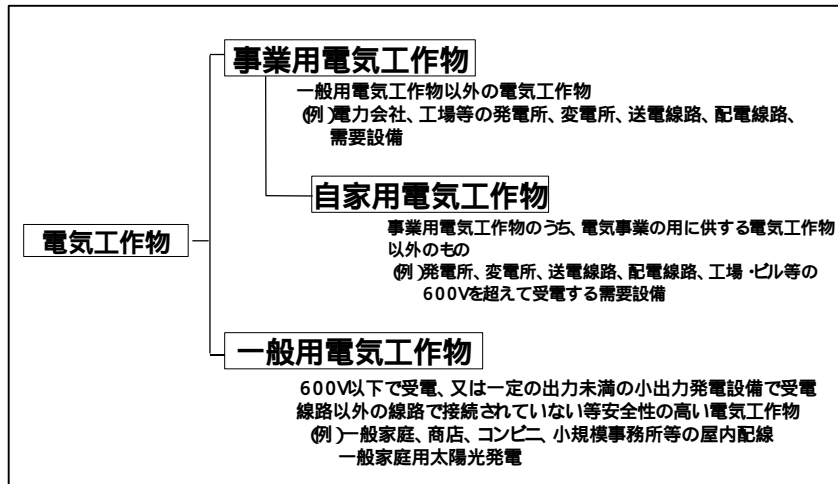 事業用電気工作物
一般用電気工作物以外の電気工作物
(例)電力会社、工場等の発電所、変電所、送電線路、配電線路、
需要設備
自家用電気工作物
事業用電気工作物のうち、電気事業の用に供する電気工作物
以外のもの
(例)発電所、変電所、送電線路、配電線路、工場・ビル等の
600Vを超えて受電する需要設備
電気工作物
一般用電気工作物
600V以下で受電、又は一定の出力未満の小出力発電設備で受電
線路以外の線路で接続されていない等安全性の高い電気工作物
(例)一般家庭、商店、コンビニ、小規模事務所等の屋内配線
一般家庭用太陽光発電